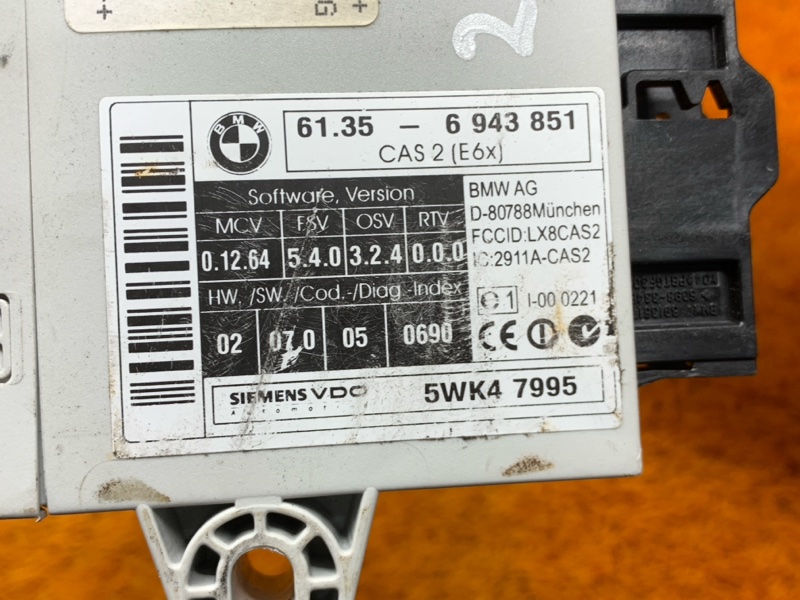 2
BMW
61.35 – 6 943 851
CAS 2 (E6x)
Software, Version
MCV FSV OSV RTV
0.12.64 5.4.0 3.2.4 0.0.0
HW. /SW. /Cod.-/Diag.-Index
02 07.0 05 0690
BMW AG
D-80788München
FCCID:LX8CAS2
IC:2911A-CAS2
e1 I-00 0221
CE
SIEMENS VDO 5WK4 7995